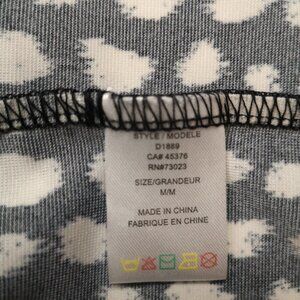 STYLE / MODELE
D1889
CA# 45376
RN#73023
SIZE/GRANDEUR
M/M
MADE IN CHINA
FABRIQUE EN CHINE